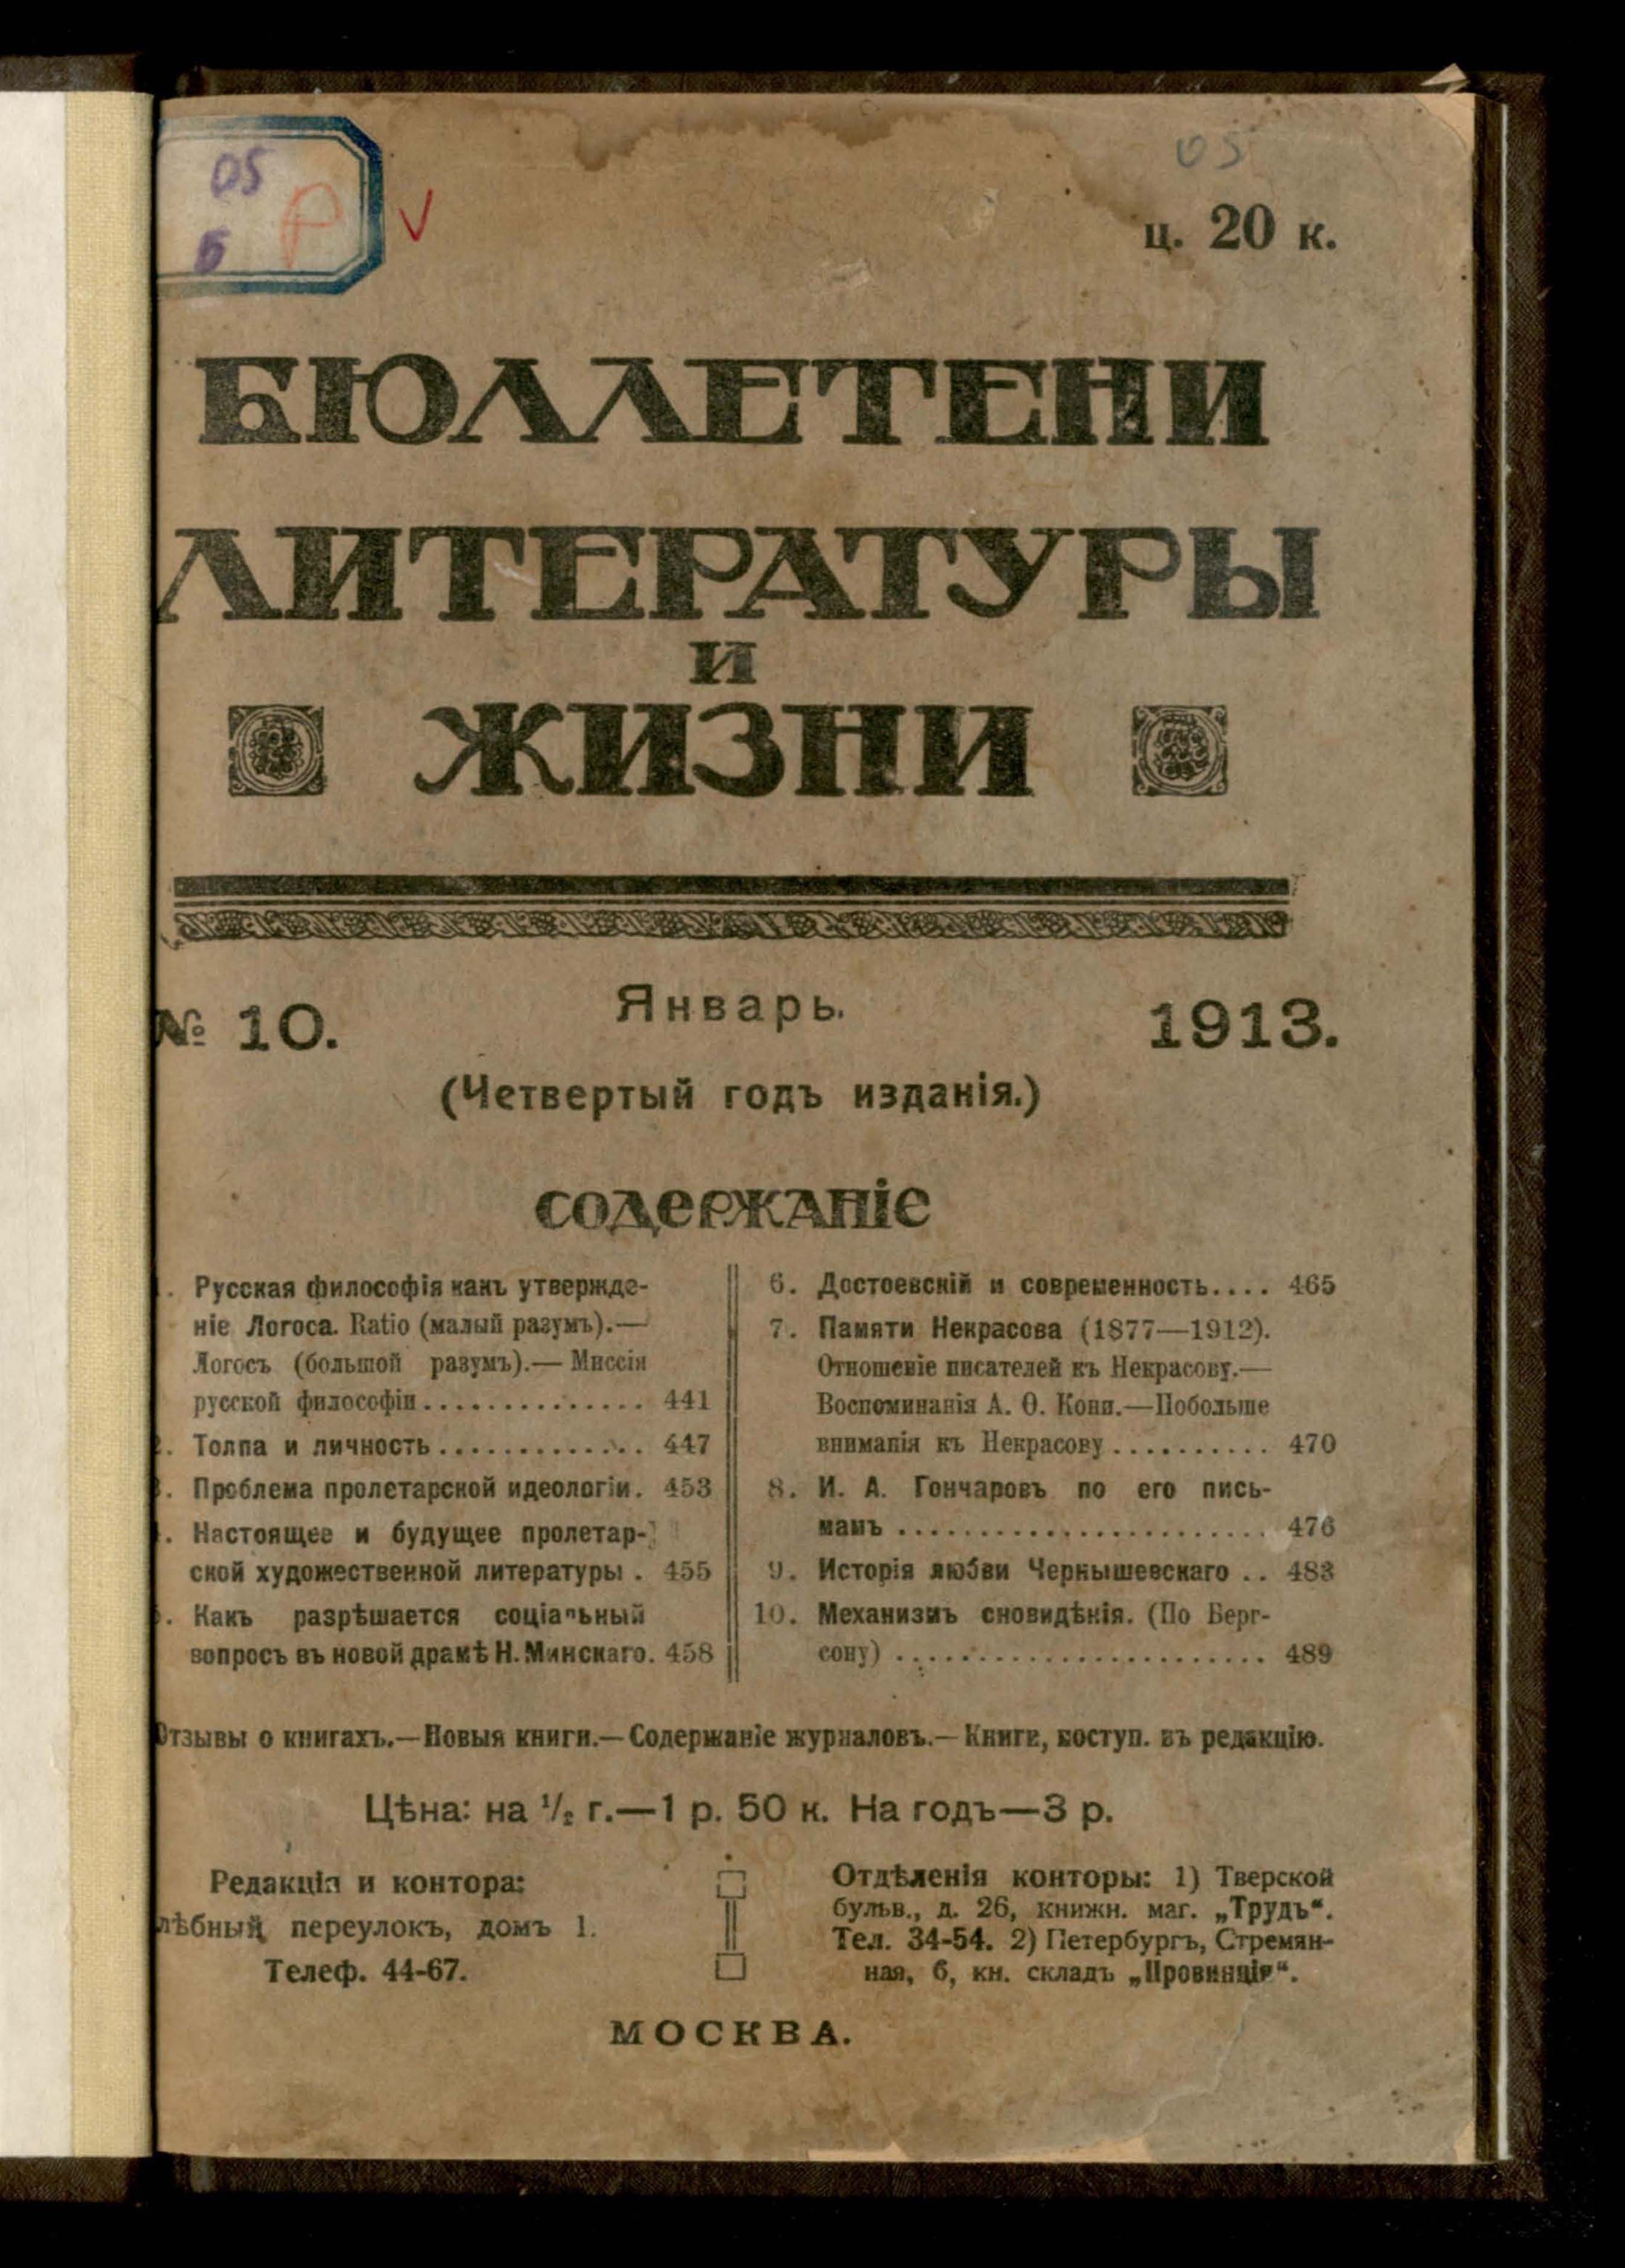 05
Б Р
05
ц. 20 к.
БЮЛЛЕТЕНИ
ЛИТЕРАТУРЫ
И
ЖИЗНИ
№ 10.
Январь.
1913.
(Четвертый годъ изданія.)
СОДЕРЖАНІЕ
Русская философія какъ утвержде-
ніе Логоса. Ratio (малый разумъ).—
Логосъ (большой разумъ).— Миссія
русской философіи.............. 441
Толпа и личность............. 447
Проблема пролетарской идеологіи. 453
Настоящее и будущее пролетар-
ской художественной литературы . 455
Какъ разрѣшается соціальный
вопросъ въ новой драмѣ Н. Минскаго. 458
6. Достоевскій и современность.... 465
7. Памяти Некрасова (1877—1912).
Отношеніе писателей къ Некрасову.—
Воспоминанія А. Ѳ. Кони.—Побольше
вниманія къ Некрасову.......... 470
8. И. А. Гончаровъ по его пись-
мамъ ....................... 476
9. Исторія любви Чернышевскаго .. 483
10. Механизмъ сновидѣнія. (По Берг-
сону) ....................... 489
Отзывы о книгахъ.—Новыя книги.—Содержаніе журналовъ.—Книги, поступ. въ редакцію.
Цѣна: на 1/2 г.—1 р. 50 к. На годъ—3 р.
Редакція и контора:
лѣбный переулокъ, домъ 1.
Телеф. 44-67.
Отдѣленія конторы: 1) Тверской
бульв., д. 26, книжн. маг. „Трудъ“.
Тел. 34-54. 2) Петербургъ, Стремян-
ная, 6, кн. складъ „Провинція“.
МОСКВА.